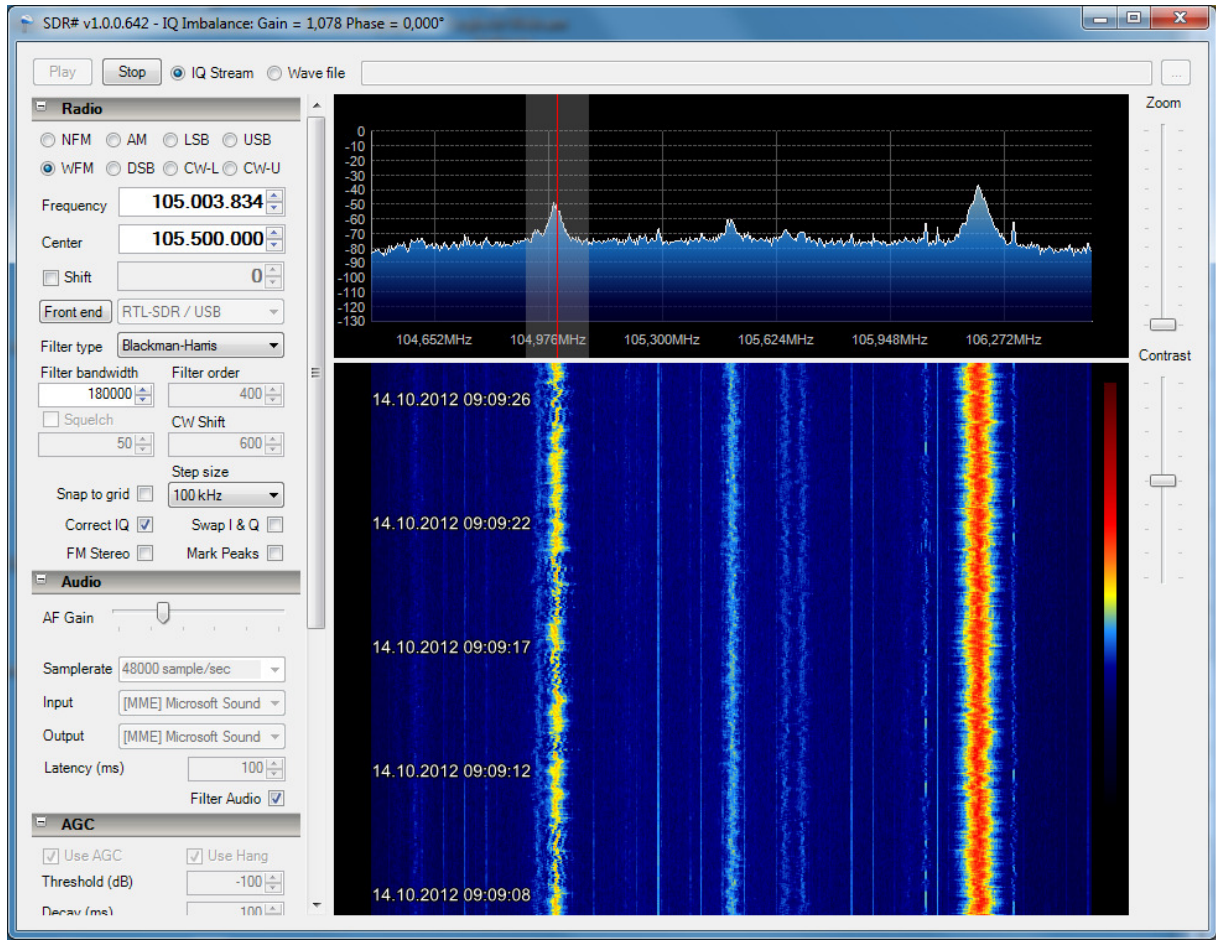 SDR# v1.0.0.642 - IQ Imbalance: Gain = 1,078 Phase = 0,000°
Play Stop IQ Stream Wave file ...
Radio
NFM AM LSB USB
WFM DSB CW-L CW-U
Frequency 105.003.834
Center 105.500.000
Shift 0
Front end RTL-SDR / USB
Filter type Blackman-Harris
Filter bandwidth Filter order
180000 400
Squelch CW Shift
50 600
Step size
Snap to grid 100 kHz
Correct IQ Swap I & Q
FM Stereo Mark Peaks
Audio
AF Gain
Samplerate 48000 sample/sec
Input [MME] Microsoft Sound
Output [MME] Microsoft Sound
Latency (ms) 100
Filter Audio
AGC
Use AGC Use Hang
Threshold (dB) -100
Decay (ms) 100
0
-10
-20
-30
-40
-50
-60
-70
-80
-90
-100
-110
-120
-130
104,652MHz 104,976MHz 105,300MHz 105,624MHz 105,948MHz 106,272MHz
14.10.2012 09:09:26
14.10.2012 09:09:22
14.10.2012 09:09:17
14.10.2012 09:09:12
14.10.2012 09:09:08
Zoom
Contrast